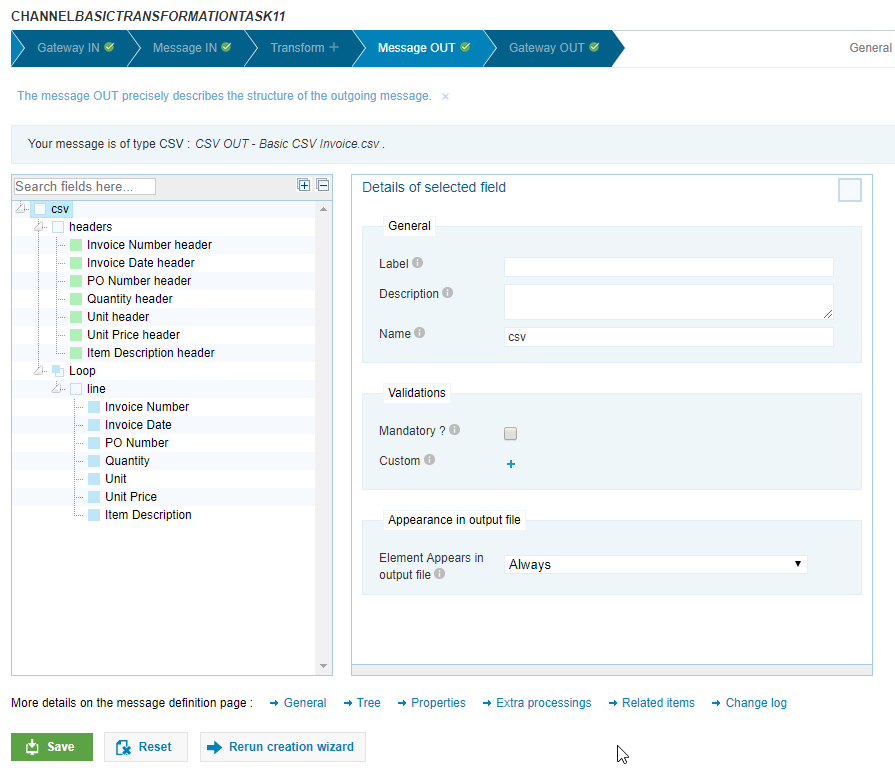 CHANNELBASICTRANSFORMATIONTASK11
Gateway IN Message IN Transform + Message OUT Gateway OUT General
The message OUT precisely describes the structure of the outgoing message. ×
Your message is of type CSV : CSV OUT - Basic CSV Invoice.csv .
Search fields here...
csv
headers
Invoice Number header
Invoice Date header
PO Number header
Quantity header
Unit header
Unit Price header
Item Description header
Loop
line
Invoice Number
Invoice Date
PO Number
Quantity
Unit
Unit Price
Item Description
Details of selected field
General
Label
Description
Name csv
Validations
Mandatory ?
Custom +
Appearance in output file
Element Appears in
output file Always
More details on the message definition page : General Tree Properties Extra processings Related items Change log
Save Reset Rerun creation wizard